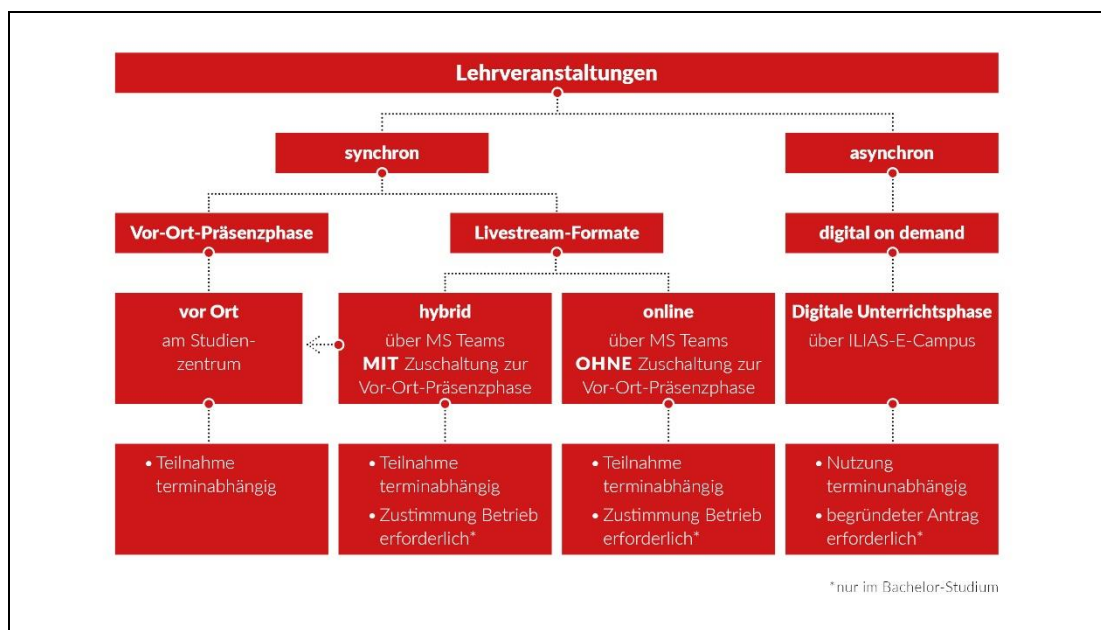 Lehrveranstaltungen
synchron
asynchron
Vor-Ort-Präsenzphase
Livestream-Formate
digital on demand
vor Ort
am Studien-
zentrum
hybrid
über MS Teams
MIT Zuschaltung zur
Vor-Ort-Präsenzphase
online
über MS Teams
OHNE Zuschaltung zur
Vor-Ort-Präsenzphase
Digitale Unterrichtsphase
über ILIAS-E-Campus
• Teilnahme
terminabhängig
• Teilnahme
terminabhängig
• Zustimmung Betrieb
erforderlich*
• Teilnahme
terminabhängig
• Zustimmung Betrieb
erforderlich*
• Nutzung
terminunabhängig
• begründeter Antrag
erforderlich*
*nur im Bachelor-Studium